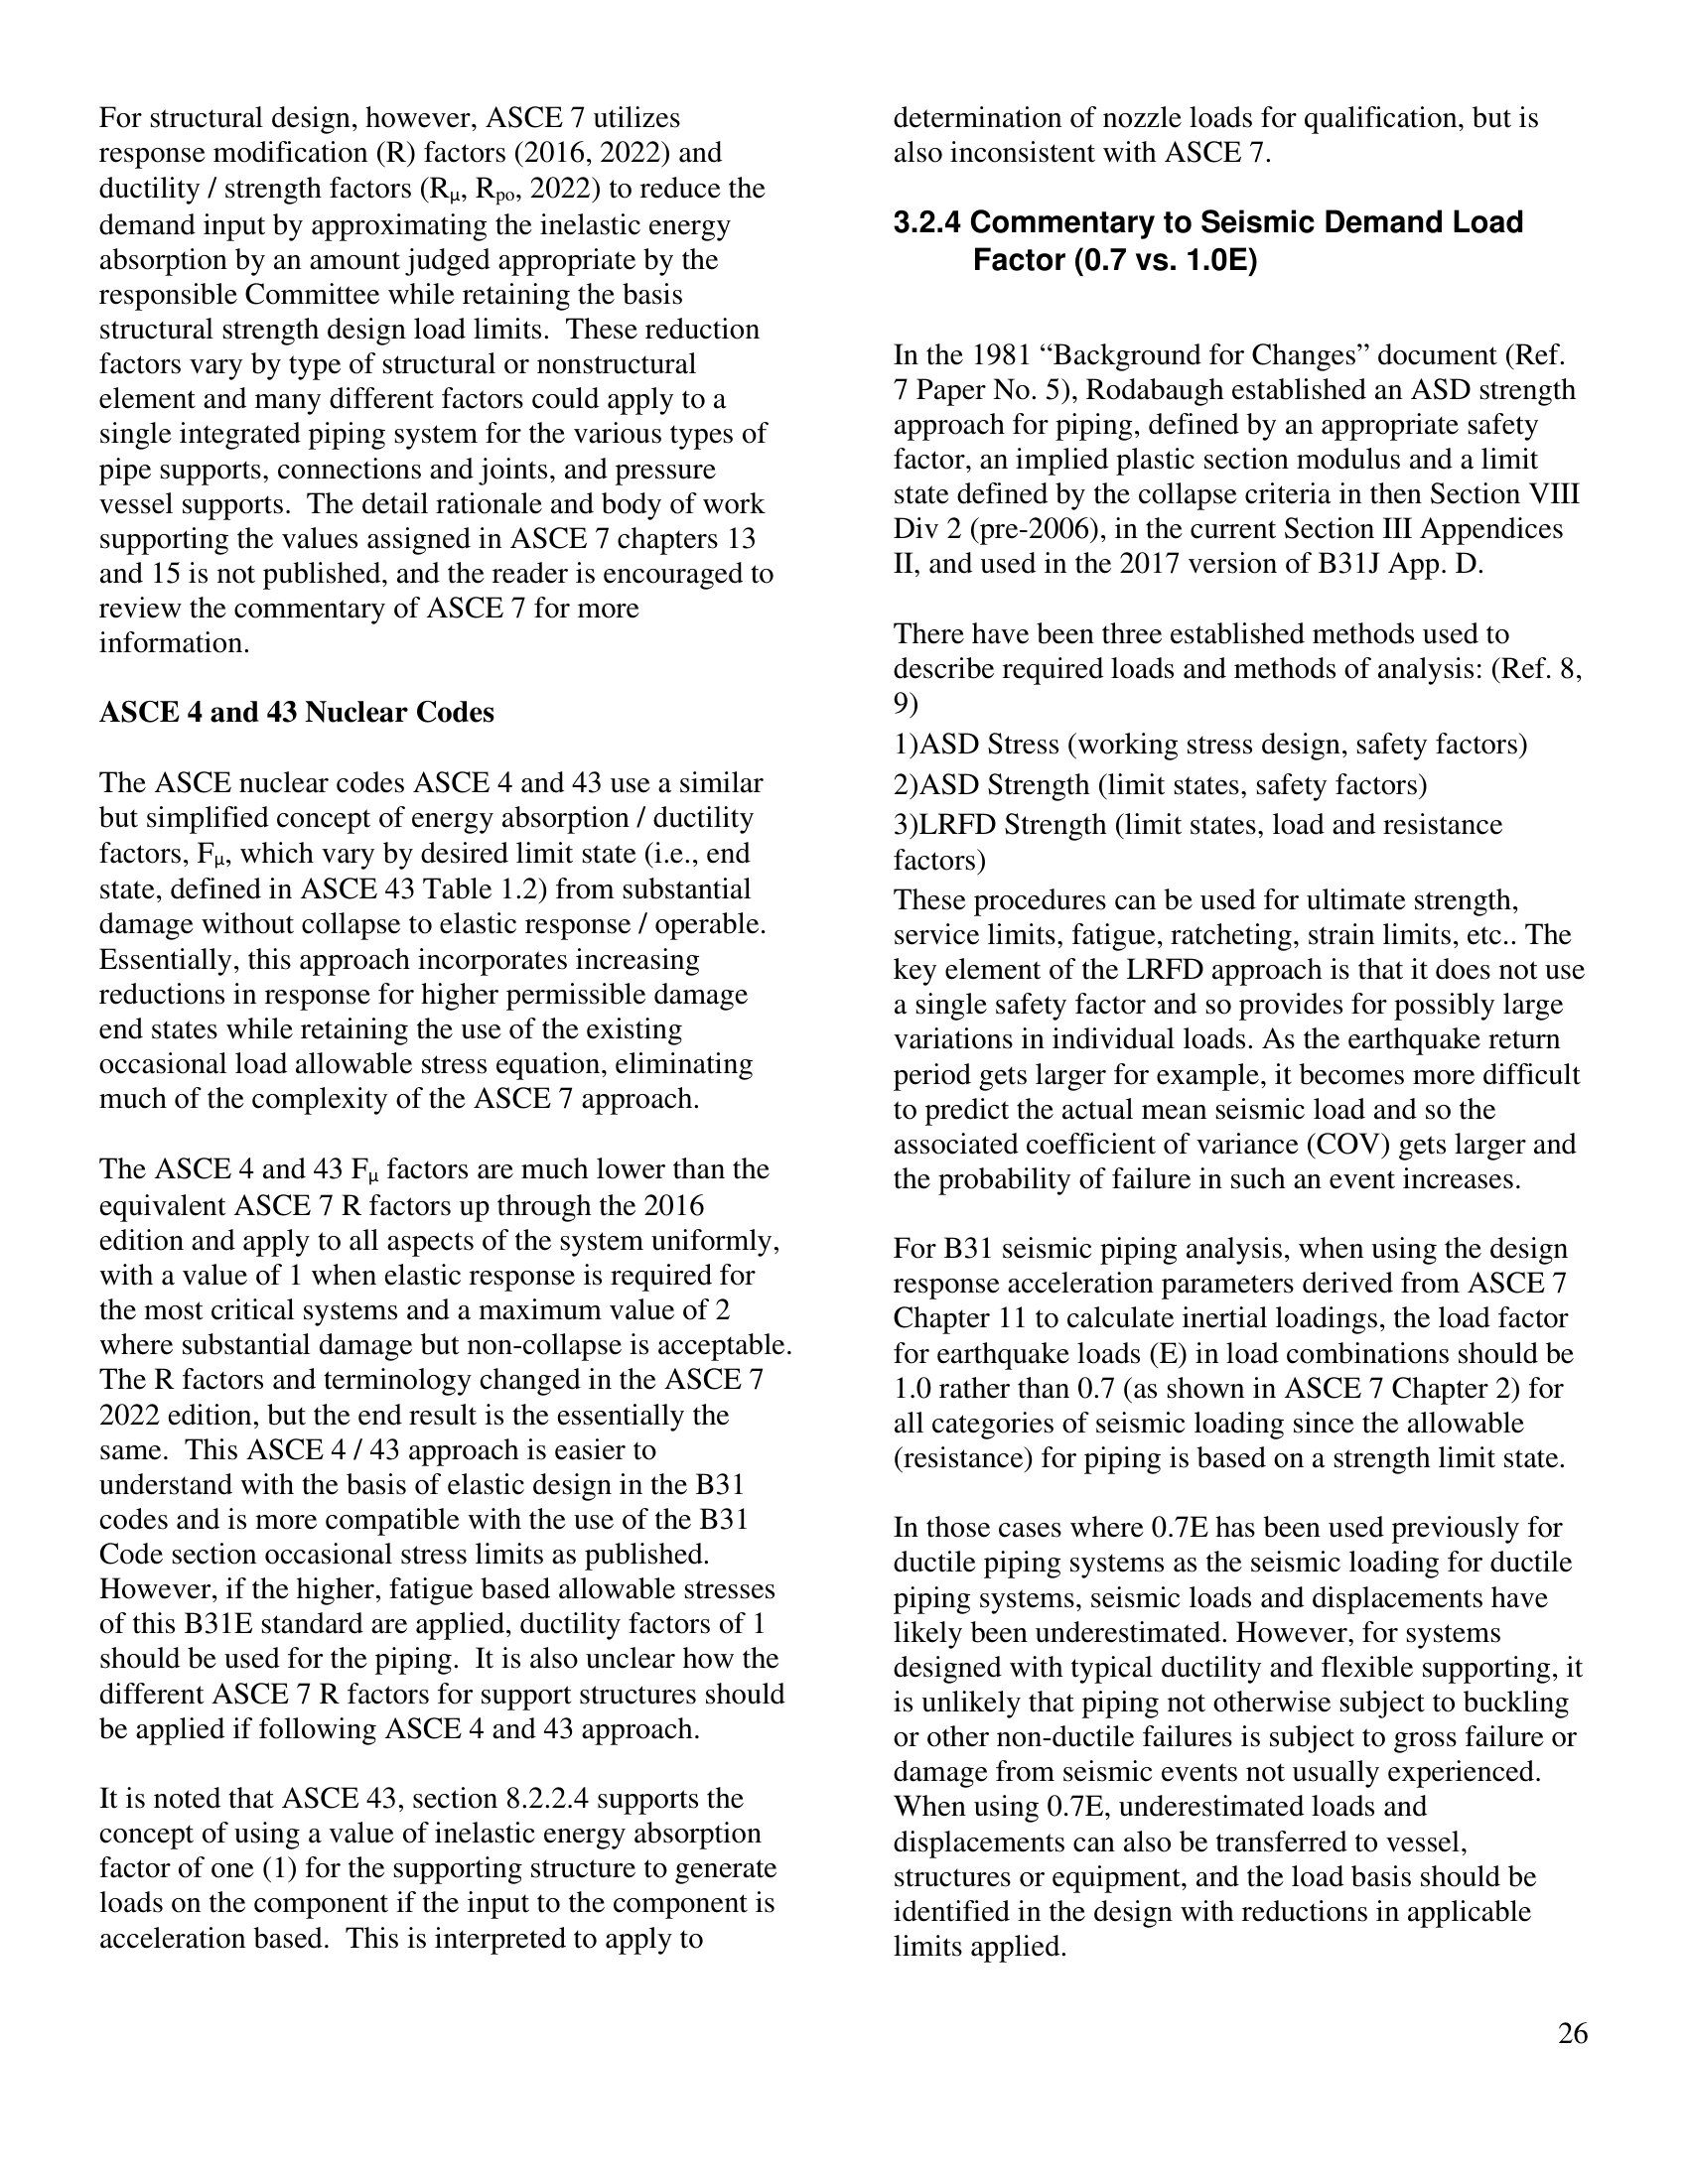 For structural design, however, ASCE 7 utilizes
response modification (R) factors (2016, 2022) and
ductility / strength factors (Rμ, Rpo, 2022) to reduce the
demand input by approximating the inelastic energy
absorption by an amount judged appropriate by the
responsible Committee while retaining the basis
structural strength design load limits.  These reduction
factors vary by type of structural or nonstructural
element and many different factors could apply to a
single integrated piping system for the various types of
pipe supports, connections and joints, and pressure
vessel supports.  The detail rationale and body of work
supporting the values assigned in ASCE 7 chapters 13
and 15 is not published, and the reader is encouraged to
review the commentary of ASCE 7 for more
information.
ASCE 4 and 43 Nuclear Codes
The ASCE nuclear codes ASCE 4 and 43 use a similar
but simplified concept of energy absorption / ductility
factors, Fμ, which vary by desired limit state (i.e., end
state, defined in ASCE 43 Table 1.2) from substantial
damage without collapse to elastic response / operable.
Essentially, this approach incorporates increasing
reductions in response for higher permissible damage
end states while retaining the use of the existing
occasional load allowable stress equation, eliminating
much of the complexity of the ASCE 7 approach.
The ASCE 4 and 43 Fμ factors are much lower than the
equivalent ASCE 7 R factors up through the 2016
edition and apply to all aspects of the system uniformly,
with a value of 1 when elastic response is required for
the most critical systems and a maximum value of 2
where substantial damage but non-collapse is acceptable.
The R factors and terminology changed in the ASCE 7
2022 edition, but the end result is the essentially the
same.  This ASCE 4 / 43 approach is easier to
understand with the basis of elastic design in the B31
codes and is more compatible with the use of the B31
Code section occasional stress limits as published.
However, if the higher, fatigue based allowable stresses
of this B31E standard are applied, ductility factors of 1
should be used for the piping.  It is also unclear how the
different ASCE 7 R factors for support structures should
be applied if following ASCE 4 and 43 approach.
It is noted that ASCE 43, section 8.2.2.4 supports the
concept of using a value of inelastic energy absorption
factor of one (1) for the supporting structure to generate
loads on the component if the input to the component is
acceleration based.  This is interpreted to apply to
determination of nozzle loads for qualification, but is
also inconsistent with ASCE 7.
3.2.4 Commentary to Seismic Demand Load
Factor (0.7 vs. 1.0E)
In the 1981 “Background for Changes” document (Ref.
7 Paper No. 5), Rodabaugh established an ASD strength
approach for piping, defined by an appropriate safety
factor, an implied plastic section modulus and a limit
state defined by the collapse criteria in then Section VIII
Div 2 (pre-2006), in the current Section III Appendices
II, and used in the 2017 version of B31J App. D.
There have been three established methods used to
describe required loads and methods of analysis: (Ref. 8,
9)
1)ASD Stress (working stress design, safety factors)
2)ASD Strength (limit states, safety factors)
3)LRFD Strength (limit states, load and resistance
factors)
These procedures can be used for ultimate strength,
service limits, fatigue, ratcheting, strain limits, etc.. The
key element of the LRFD approach is that it does not use
a single safety factor and so provides for possibly large
variations in individual loads. As the earthquake return
period gets larger for example, it becomes more difficult
to predict the actual mean seismic load and so the
associated coefficient of variance (COV) gets larger and
the probability of failure in such an event increases.
For B31 seismic piping analysis, when using the design
response acceleration parameters derived from ASCE 7
Chapter 11 to calculate inertial loadings, the load factor
for earthquake loads (E) in load combinations should be
1.0 rather than 0.7 (as shown in ASCE 7 Chapter 2) for
all categories of seismic loading since the allowable
(resistance) for piping is based on a strength limit state.
In those cases where 0.7E has been used previously for
ductile piping systems as the seismic loading for ductile
piping systems, seismic loads and displacements have
likely been underestimated. However, for systems
designed with typical ductility and flexible supporting, it
is unlikely that piping not otherwise subject to buckling
or other non-ductile failures is subject to gross failure or
damage from seismic events not usually experienced.
When using 0.7E, underestimated loads and
displacements can also be transferred to vessel,
structures or equipment, and the load basis should be
identified in the design with reductions in applicable
limits applied.
26